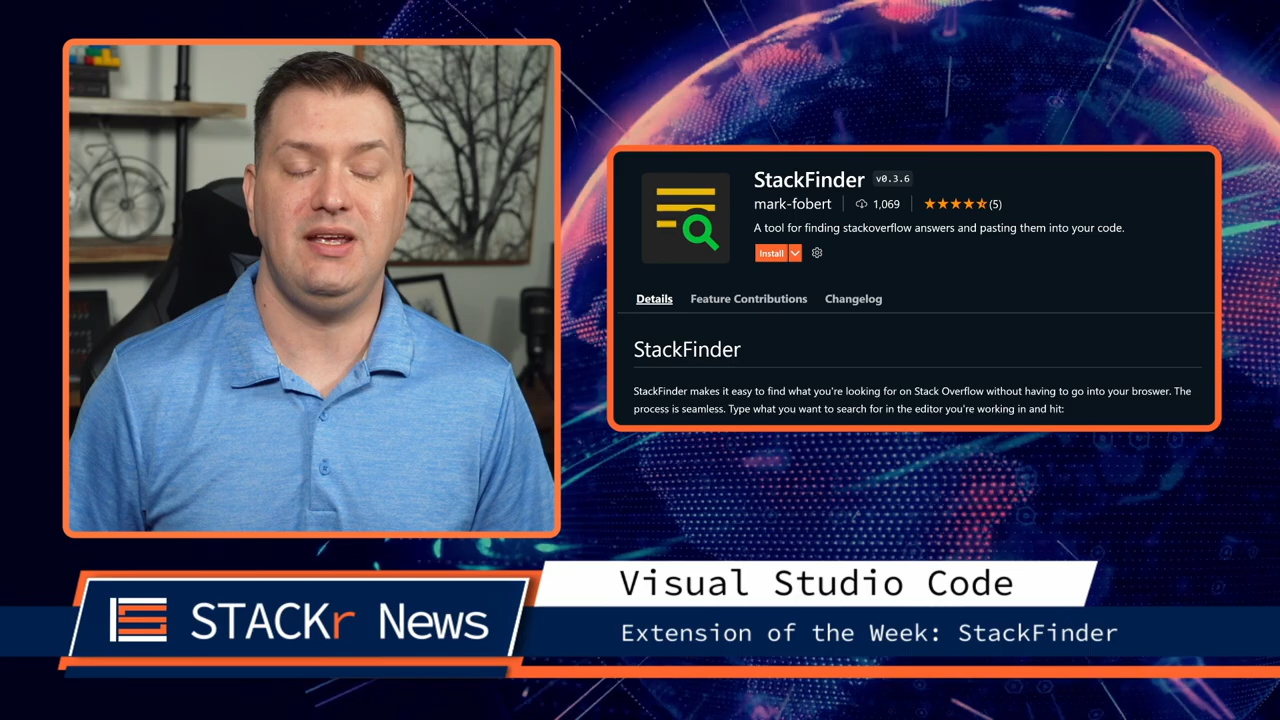 StackFinder v0.3.6
mark-fobert 1,069 (5)
A tool for finding stackoverflow answers and pasting them into your code.
Install
Details Feature Contributions Changelog
StackFinder
StackFinder makes it easy to find what you're looking for on Stack Overflow without having to go into your broswer. The
process is seamless. Type what you want to search for in the editor you're working in and hit:
Visual Studio Code
STACKr News
Extension of the Week: StackFinder